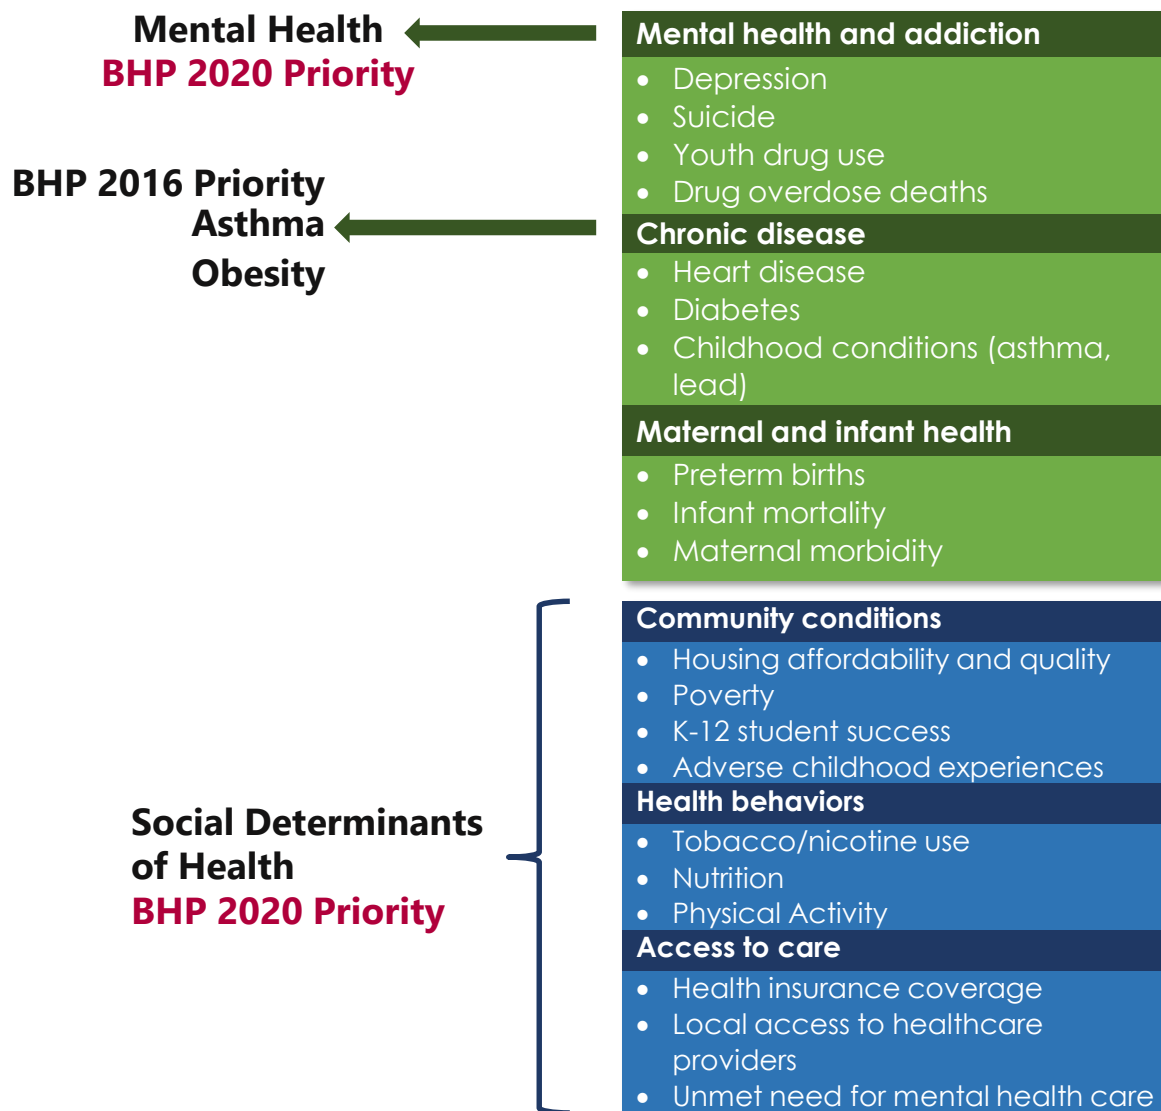 Mental Health
BHP 2020 Priority
BHP 2016 Priority
Asthma
Obesity
Mental health and addiction
• Depression
• Suicide
• Youth drug use
• Drug overdose deaths
Chronic disease
• Heart disease
• Diabetes
• Childhood conditions (asthma,
lead)
Maternal and infant health
• Preterm births
• Infant mortality
• Maternal morbidity
Social Determinants
of Health
BHP 2020 Priority
Community conditions
• Housing affordability and quality
• Poverty
• K-12 student success
• Adverse childhood experiences
Health behaviors
• Tobacco/nicotine use
• Nutrition
• Physical Activity
Access to care
• Health insurance coverage
• Local access to healthcare
providers
• Unmet need for mental health care